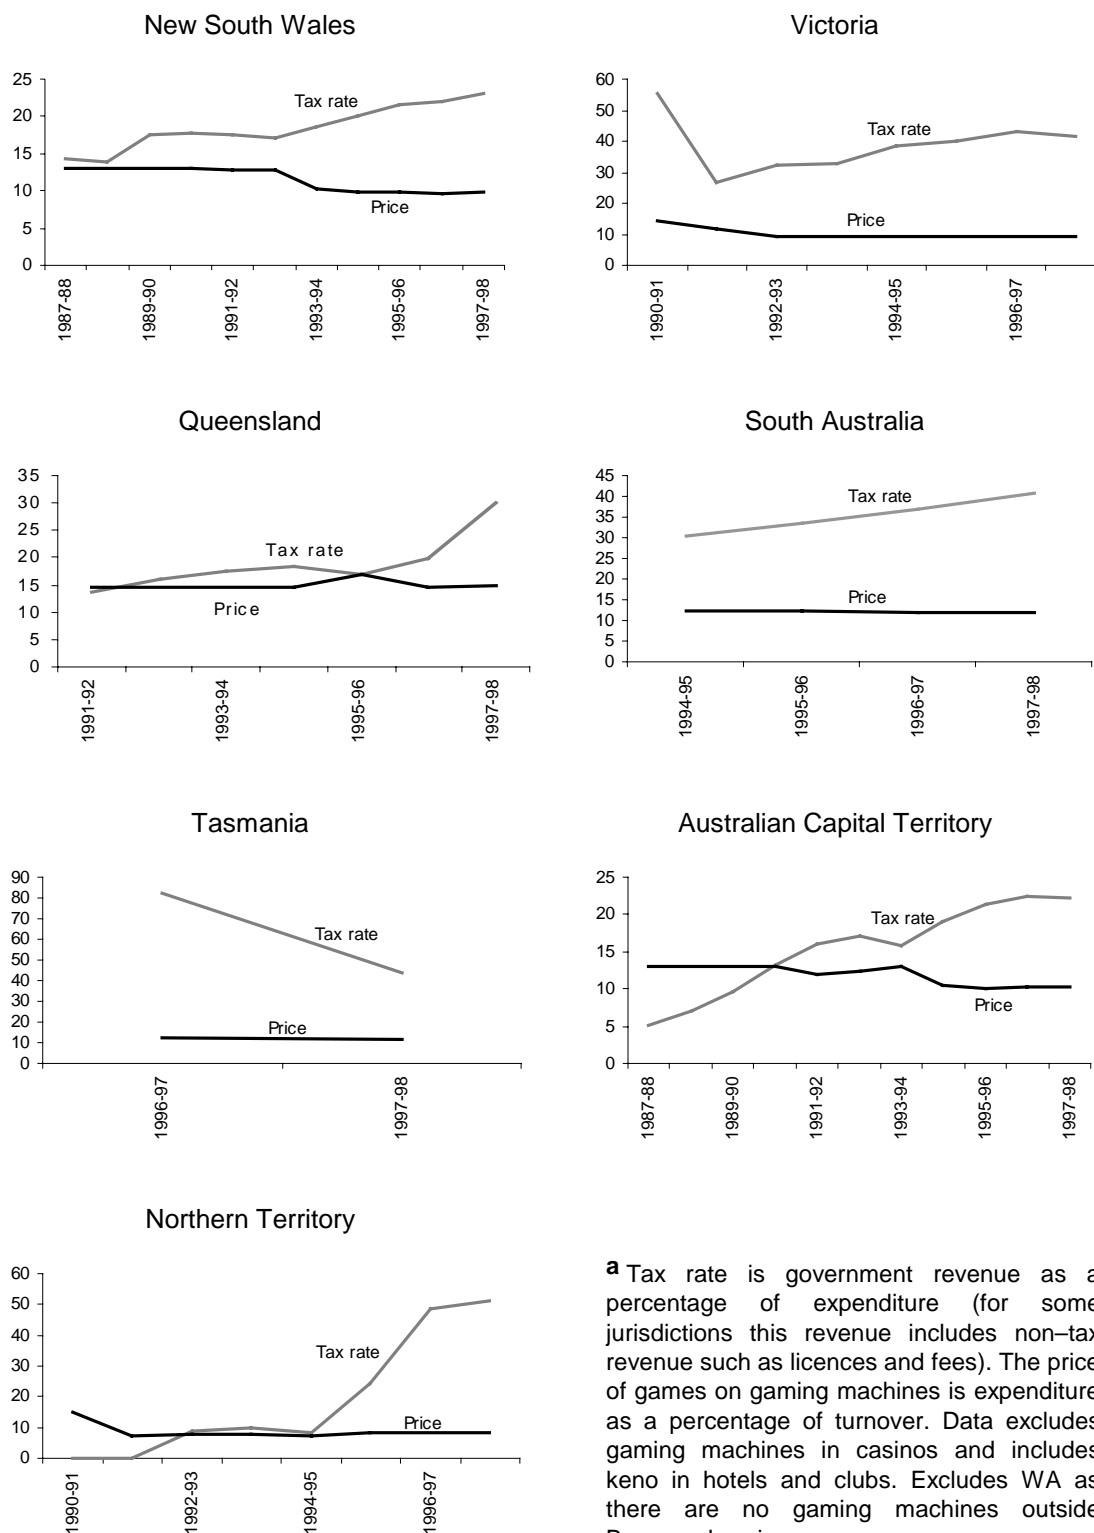 New South Wales
25
20
15
10
5
0
Tax rate
Price
1987-88
1989-90
1991-92
1993-94
1995-96
1997-98
Victoria
60
50
40
30
20
10
0
Tax rate
Price
1990-91
1992-93
1994-95
1996-97
Queensland
35
30
25
20
15
10
5
0
Tax rate
Price
1991-92
1993-94
1995-96
1997-98
South Australia
45
40
35
30
25
20
15
10
5
0
Tax rate
Price
1994-95
1995-96
1996-97
1997-98
Tasmania
90
80
70
60
50
40
30
20
10
0
Tax rate
Price
1996-97
1997-98
Australian Capital Territory
25
20
15
10
5
0
Tax rate
Price
1987-88
1989-90
1991-92
1993-94
1995-96
1997-98
Northern Territory
60
50
40
30
20
10
0
Tax rate
Price
1990-91
1992-93
1994-95
1996-97
a Tax rate is government revenue as a
percentage of expenditure (for some
jurisdictions this revenue includes non–tax
revenue such as licences and fees). The price
of games on gaming machines is expenditure
as a percentage of turnover. Data excludes
gaming machines in casinos and includes
keno in hotels and clubs. Excludes WA as
there are no gaming machines outside